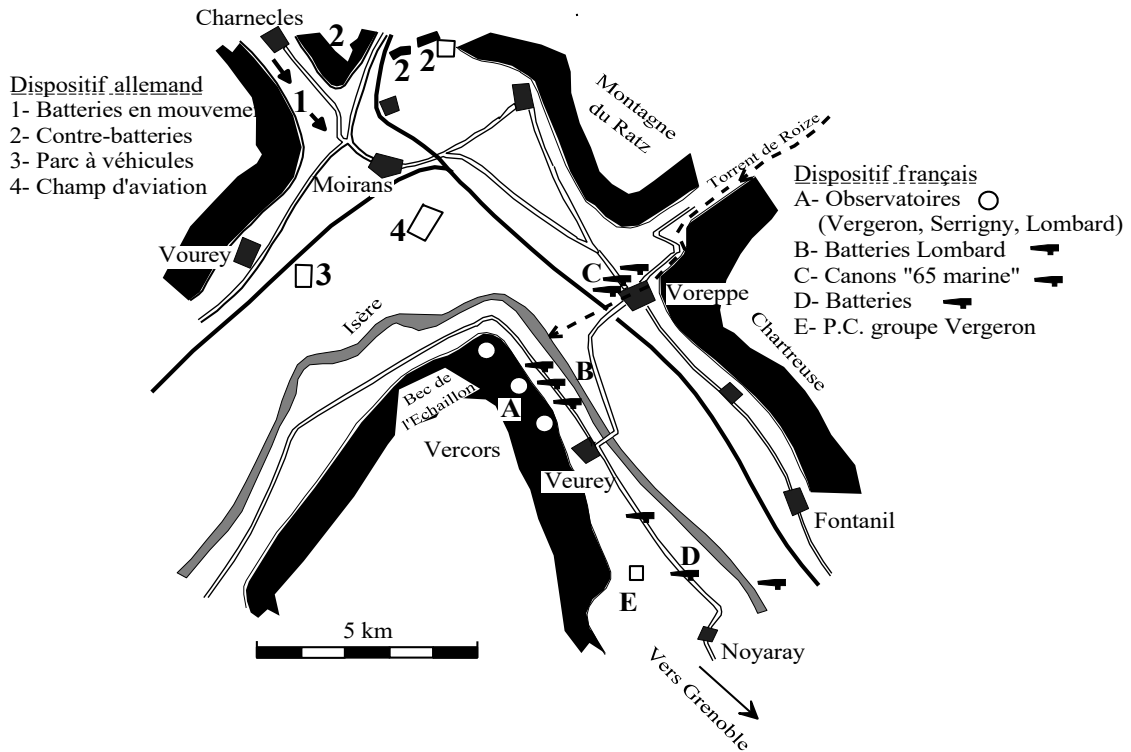 Charnecles
Dispositif allemand
1- Batteries en mouveme
2- Contre-batteries
3- Parc à véhicules
4- Champ d'aviation
2
2
2
1
Montagne
du Ratz
Torrent de Roize
Dispositif français
A- Observatoires
(Vergeron, Serrigny, Lombard)
B- Batteries Lombard
C- Canons "65 marine"
D- Batteries
E- P.C. groupe Vergeron
Moirans
4
Vourey
3
C
Voreppe
Isère
Chartreuse
B
Bec de
l'Echaillon
A
Vercors
Veurey
Fontanil
D
E
5 km
Noyaray
Vers Grenoble